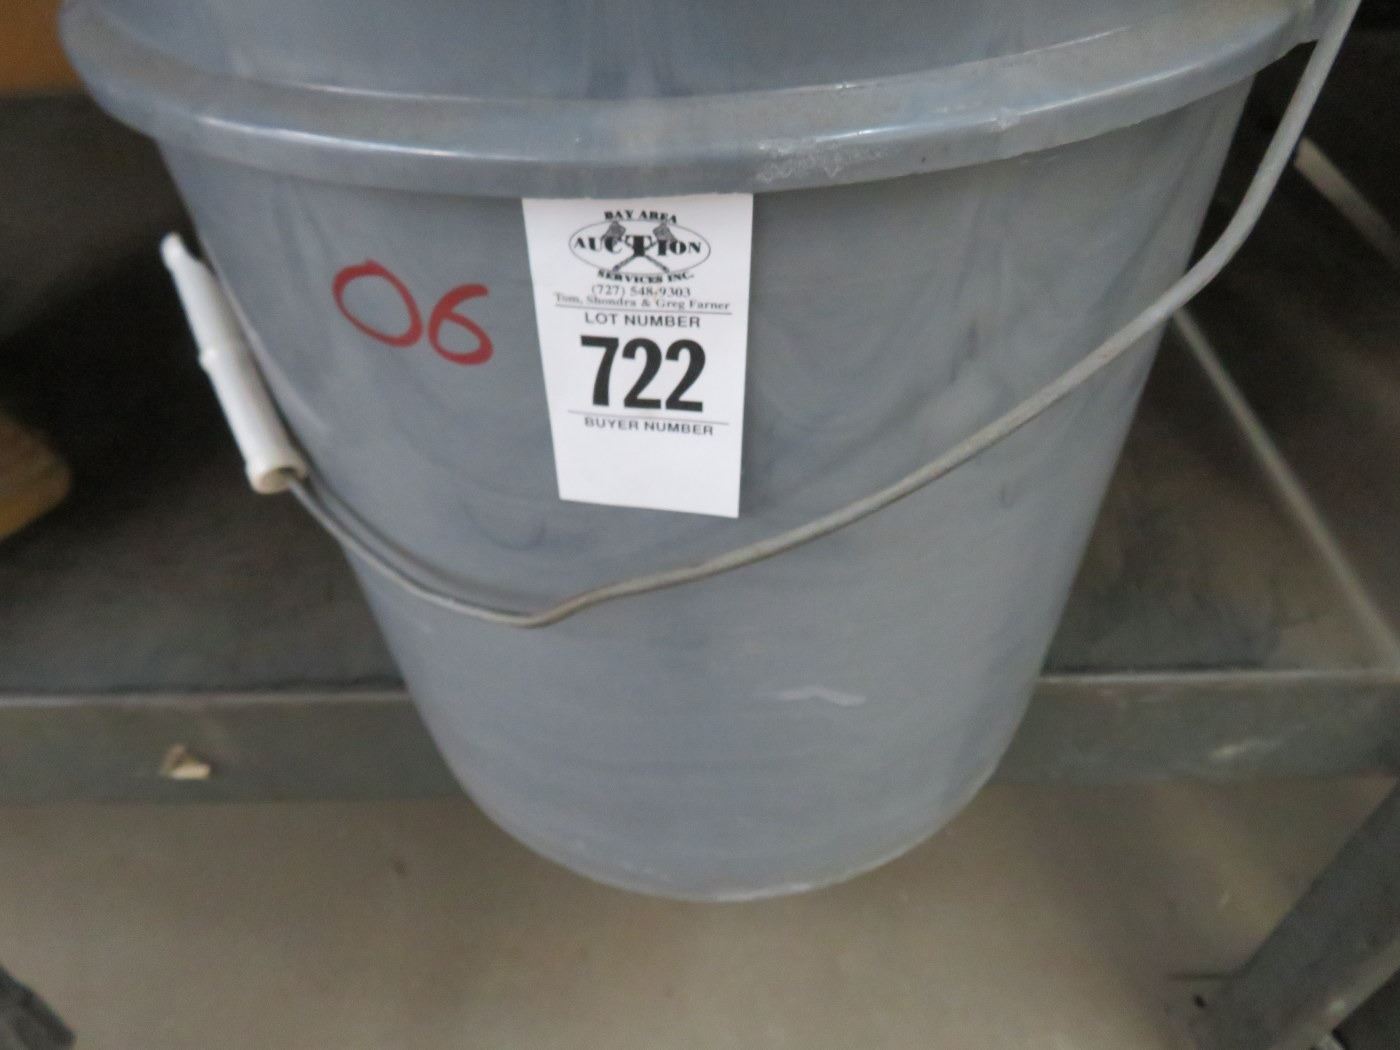 06
BAY AREA
AUCTION
SERVICES INC.
(727) 548-9303
Tom, Shondra & Greg Farner
LOT NUMBER
722
BUYER NUMBER